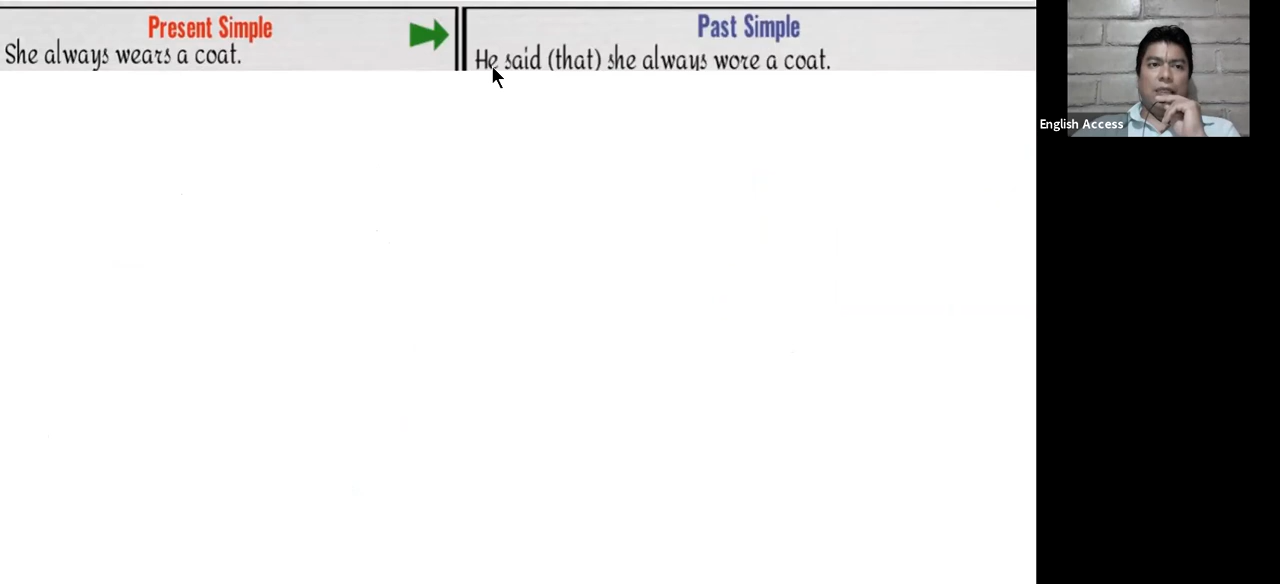 Present Simple
She always wears a coat.
Past Simple
He said (that) she always wore a coat.
English Access